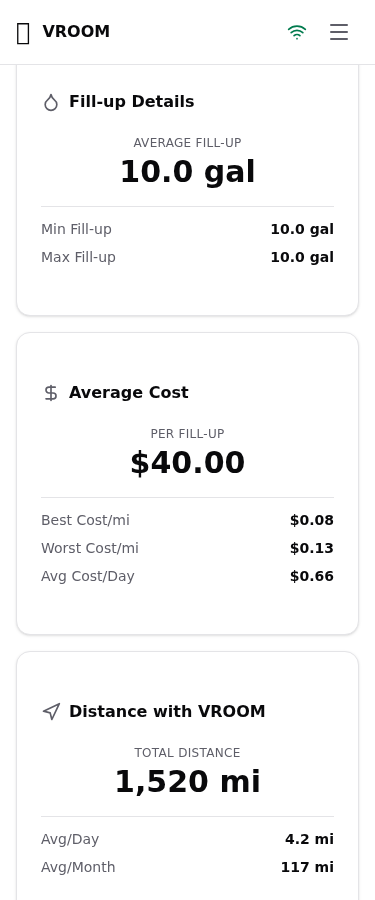 VROOM
Fill-up Details
AVERAGE FILL-UP
10.0 gal
Min Fill-up 10.0 gal
Max Fill-up 10.0 gal
Average Cost
PER FILL-UP
$40.00
Best Cost/mi $0.08
Worst Cost/mi $0.13
Avg Cost/Day $0.66
Distance with VROOM
TOTAL DISTANCE
1,520 mi
Avg/Day 4.2 mi
Avg/Month 117 mi